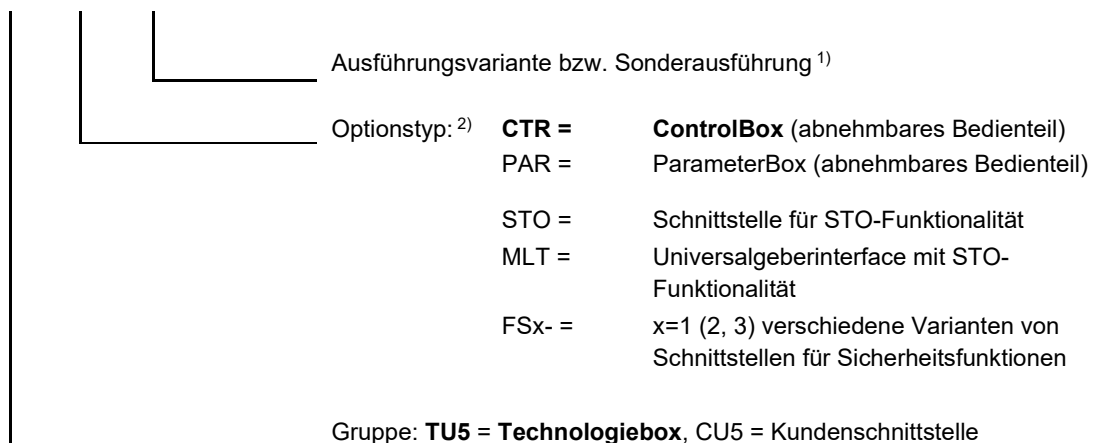 Ausführungsvariante bzw. Sonderausführung 1)
Optionstyp: 2) CTR = ControlBox (abnehmbares Bedienteil)
PAR = ParameterBox (abnehmbares Bedienteil)
STO = Schnittstelle für STO-Funktionalität
MLT = Universalgeberinterface mit STO-
Funktionalität
FSx- = x=1 (2, 3) verschiedene Varianten von
Schnittstellen für Sicherheitsfunktionen
Gruppe: TU5 = Technologiebox, CU5 = Kundenschnittstelle